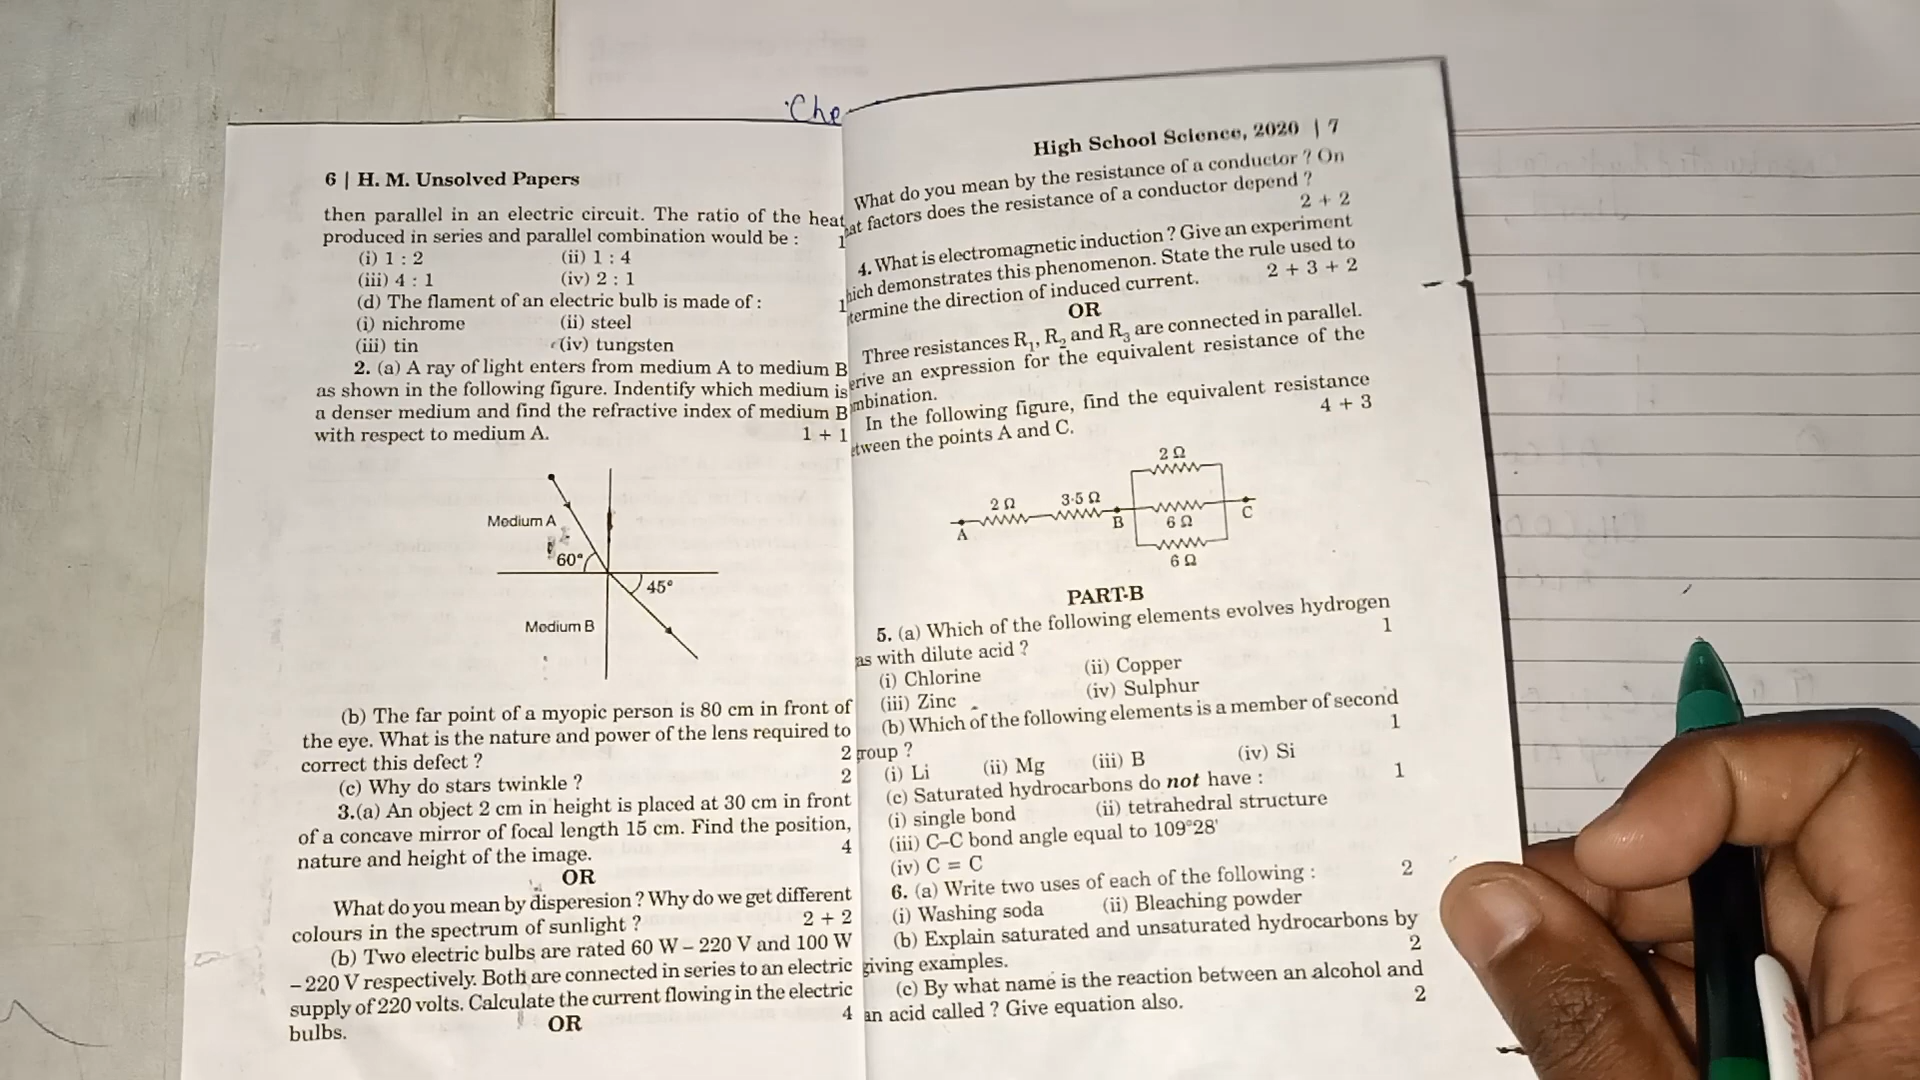 Che
6 | H. M. Unsolved Papers
then parallel in an electric circuit. The ratio of the heat
produced in series and parallel combination would be : 1
(i) 1 : 2 (ii) 1 : 4
(iii) 4 : 1 (iv) 2 : 1
(d) The flament of an electric bulb is made of : 1
(i) nichrome (ii) steel
(iii) tin (iv) tungsten
2. (a) A ray of light enters from medium A to medium B
as shown in the following figure. Indentify which medium is
a denser medium and find the refractive index of medium B
with respect to medium A. 1 + 1
Medium A
60°
45°
Medium B
(b) The far point of a myopic person is 80 cm in front of
the eye. What is the nature and power of the lens required to
correct this defect ? 2
(c) Why do stars twinkle ? 2
3.(a) An object 2 cm in height is placed at 30 cm in front
of a concave mirror of focal length 15 cm. Find the position,
nature and height of the image. 4
OR
What do you mean by disperesion ? Why do we get different
colours in the spectrum of sunlight ? 2 + 2
(b) Two electric bulbs are rated 60 W – 220 V and 100 W
– 220 V respectively. Both are connected in series to an electric
supply of 220 volts. Calculate the current flowing in the electric
bulbs. 4
OR
High School Science, 2020 | 7
What do you mean by the resistance of a conductor ? On
at factors does the resistance of a conductor depend ?
2 + 2
4. What is electromagnetic induction ? Give an experiment
hich demonstrates this phenomenon. State the rule used to
termine the direction of induced current. 2 + 3 + 2
OR
Three resistances R1, R2 and R3 are connected in parallel.
erive an expression for the equivalent resistance of the
mbination.
In the following figure, find the equivalent resistance
etween the points A and C. 4 + 3
2 Ω
2 Ω 3·5 Ω
A B 6 Ω C
6 Ω
PART-B
5. (a) Which of the following elements evolves hydrogen
as with dilute acid ? 1
(i) Chlorine (ii) Copper
(iii) Zinc (iv) Sulphur
(b) Which of the following elements is a member of second
roup ? 1
(i) Li (ii) Mg (iii) B (iv) Si
(c) Saturated hydrocarbons do not have : 1
(i) single bond (ii) tetrahedral structure
(iii) C–C bond angle equal to 109°28'
(iv) C = C
6. (a) Write two uses of each of the following : 2
(i) Washing soda (ii) Bleaching powder
(b) Explain saturated and unsaturated hydrocarbons by
giving examples. 2
(c) By what name is the reaction between an alcohol and
an acid called ? Give equation also. 2